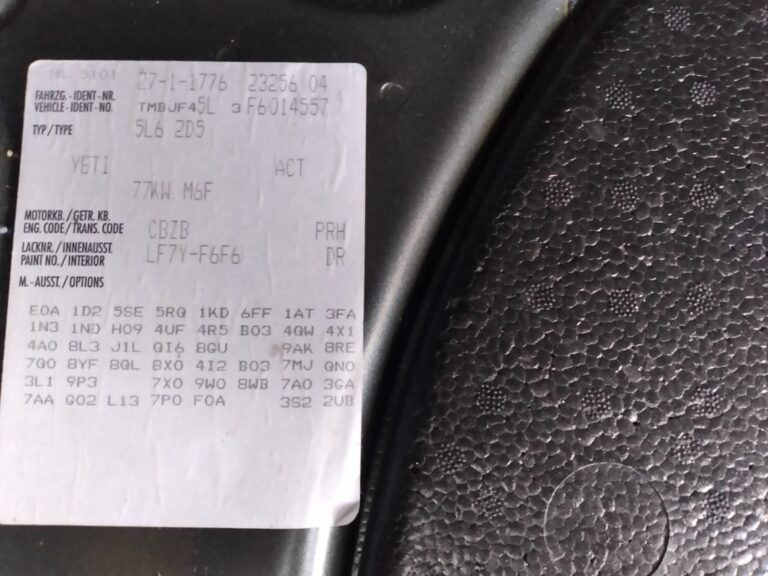 27-1-1776 23256 04
FAHRZG.-IDENT-NR.
VEHICLE-IDENT-NO. TMBJF45L 3 F6014557
TYP/TYPE 5L6 2D5
YETI ACT
77KW M6F
MOTORKB./GETR. KB.
ENG. CODE/TRANS. CODE CBZB PRH
LACKNR./INNENAUSST. LF7Y-F6F6 DR
PAINT NO./INTERIOR
M.-AUSST./OPTIONS
E0A 1D2 5SE 5RQ 1KD 6FF 1AT 3FA
1N3 1ND H09 4UF 4R5 B03 4QW 4X1
4A0 8L3 J1L QI6 8GU 9AK 8RE
7Q0 8YF 8QL 8X0 4I2 B03 7MJ QN0
3L1 9P3 7X0 9W0 8WB 7A0 3GA
7AA G02 L13 7P0 F0A 3S2 2UB